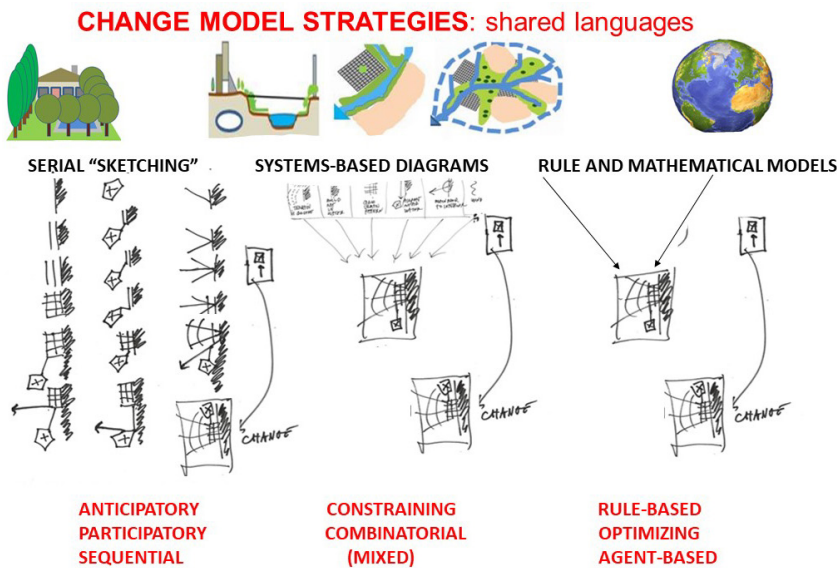 CHANGE MODEL STRATEGIES: shared languages
SERIAL “SKETCHING”
SYSTEMS-BASED DIAGRAMS
RULE AND MATHEMATICAL MODELS
CHANGE
CHANGE
CHANGE
ANTICIPATORY
PARTICIPATORY
SEQUENTIAL
CONSTRAINING
COMBINATORIAL
(MIXED)
RULE-BASED
OPTIMIZING
AGENT-BASED